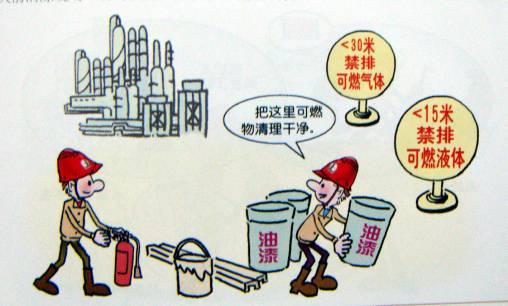 <30米
禁排
可燃气体
把这里可燃
物清理干净。
<15米
禁排
可燃液体
油
漆
油
漆